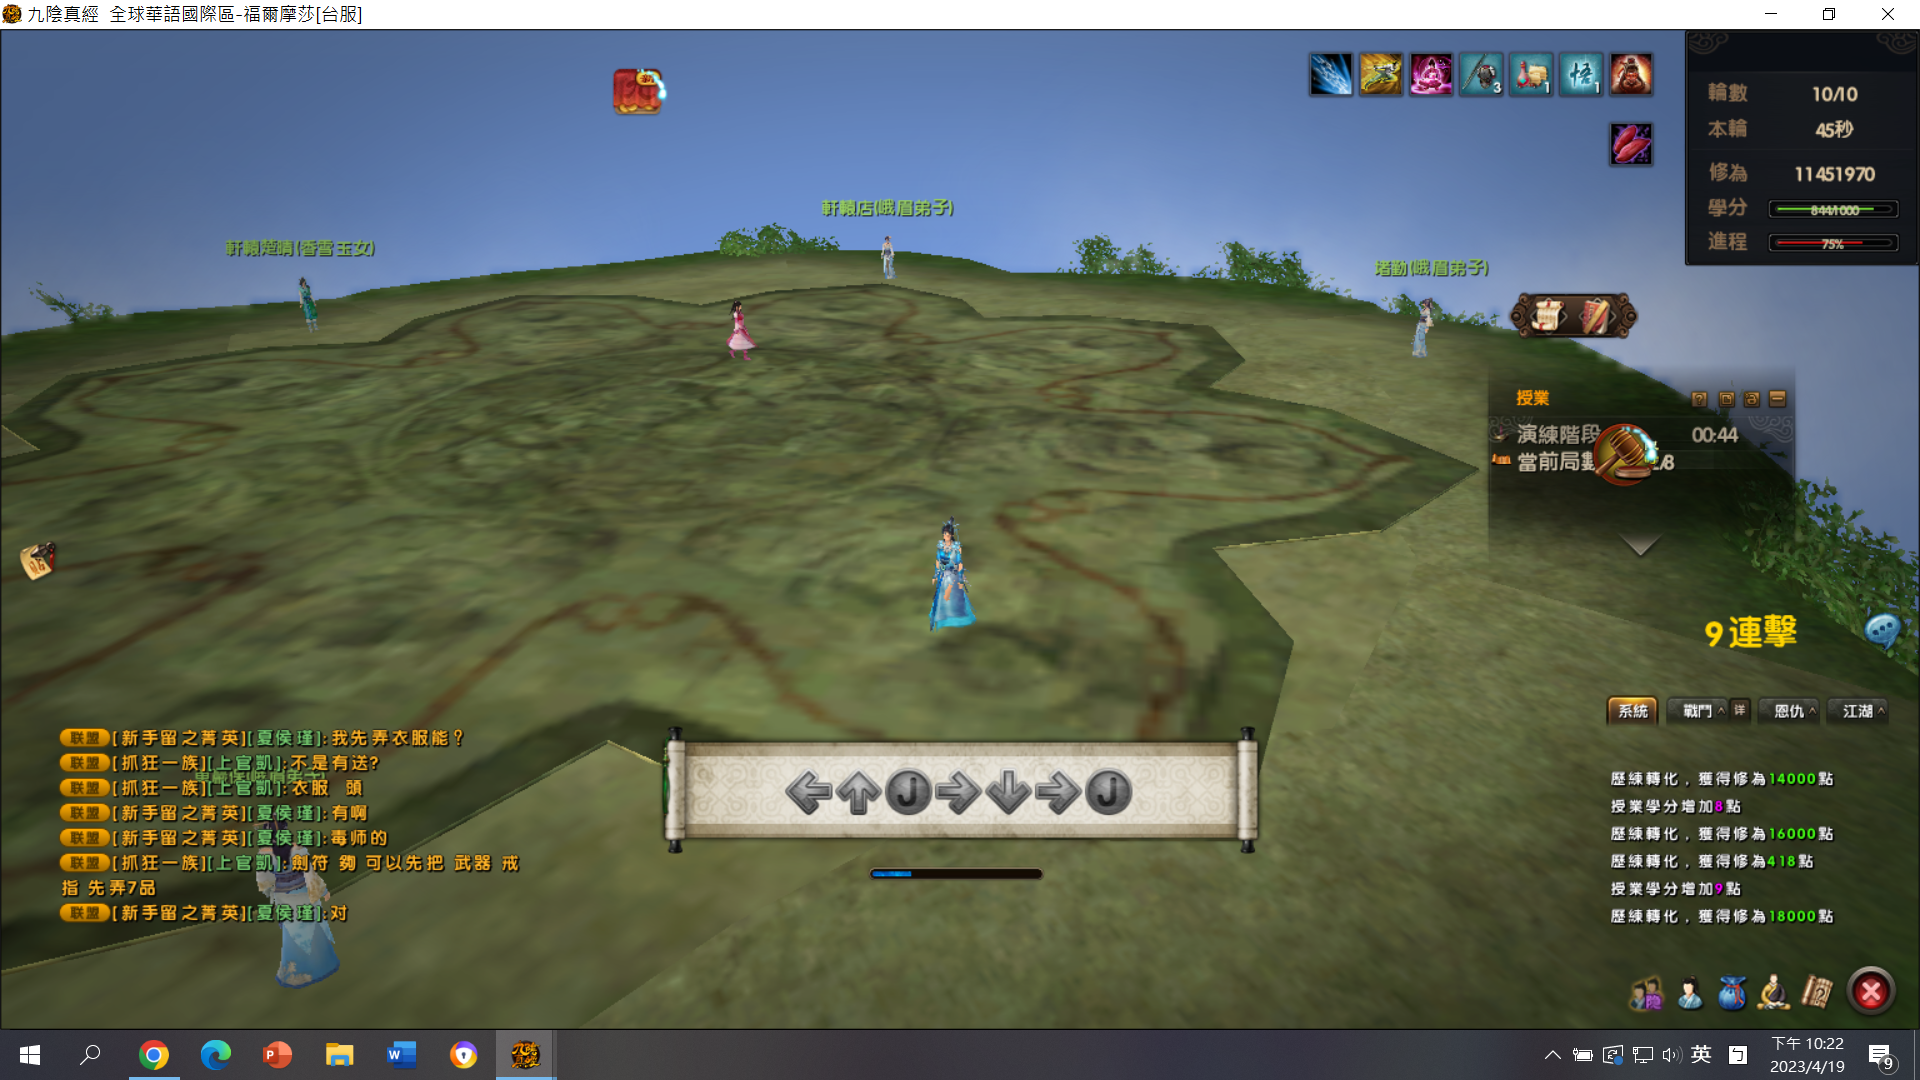 九陰真經 全球華語國際區-福爾摩莎[台服]
3
1
悟
1
輪數 10/10
本輪 45秒
修為 11451970
學分 844/1000
進程 75%
軒轅店(峨眉弟子)
軒轅楚晴(香雪玉女)
堵勤(峨眉弟子)
授業
演練階段 00:44
當前局數 /8
9連擊
系統 戰鬥 详 恩仇 江湖
联盟 [新手留之菁英][夏侯瑾]:我先弄衣服能？
联盟 [抓狂一族][上官凱]:不是有送?
联盟 [抓狂一族][上官凱]:衣服 頭
联盟 [新手留之菁英][夏侯瑾]:有啊
联盟 [新手留之菁英][夏侯瑾]:毒师的
联盟 [抓狂一族][上官凱]:劍符 夠 可以先把 武器 戒
指 先弄7品
联盟 [新手留之菁英][夏侯瑾]:对
J J
歷練轉化，獲得修為14000點
授業學分增加8點
歷練轉化，獲得修為16000點
歷練轉化，獲得修為418點
授業學分增加9點
歷練轉化，獲得修為18000點
英
下午 10:22
2023/4/19
9